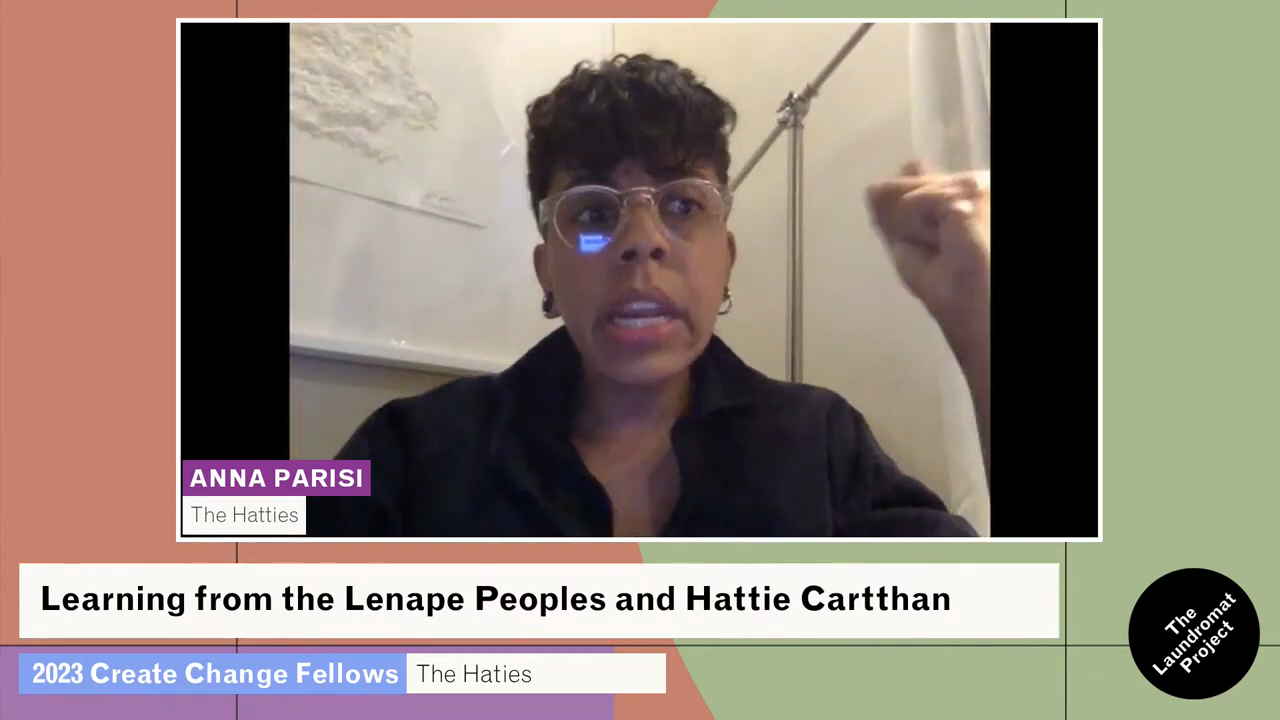 ANNA PARISI
The Hatties
Learning from the Lenape Peoples and Hattie Cartthan
2023 Create Change Fellows The Haties
The
Laundromat
Project